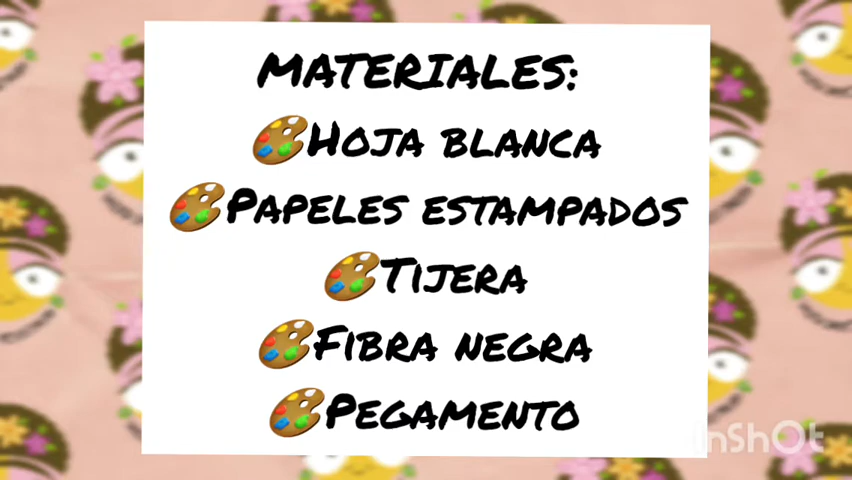 MATERIALES:
🎨HOJA BLANCA
🎨PAPELES ESTAMPADOS
🎨TIJERA
🎨FIBRA NEGRA
🎨PEGAMENTO
InShOt